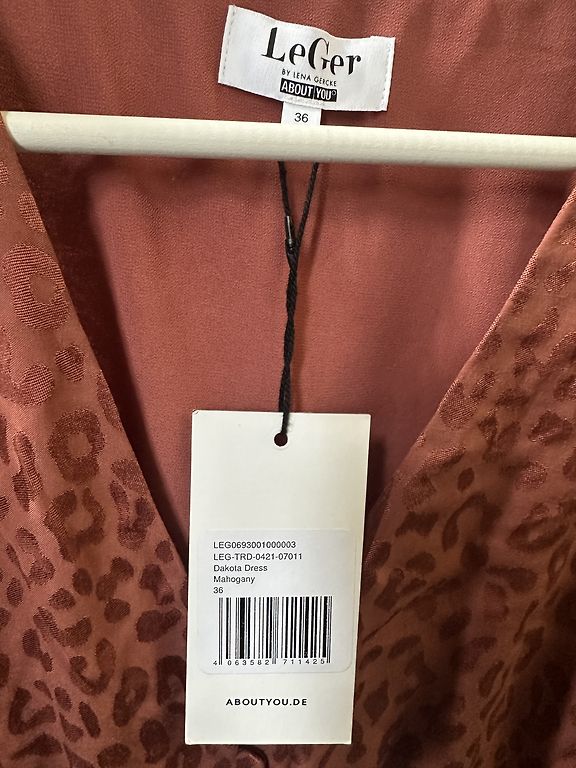 LeGer
BY LENA GERCKE
ABOUT YOU°
36
LEG0693001000003
LEG-TRD-0421-07011
Dakota Dress
Mahogany
36
4 063582 711425
ABOUTYOU.DE